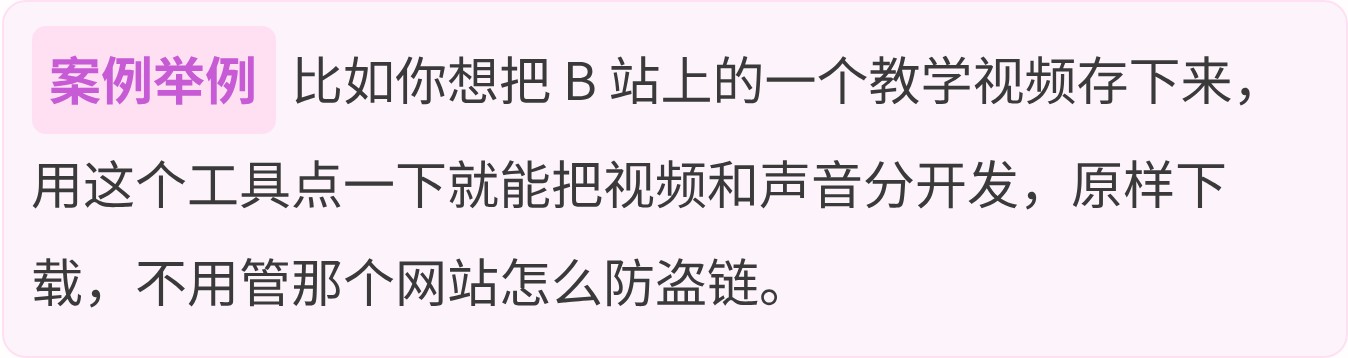 案例举例 比如你想把 B 站上的一个教学视频存下来，
用这个工具点一下就能把视频和声音分开发，原样下
载，不用管那个网站怎么防盗链。